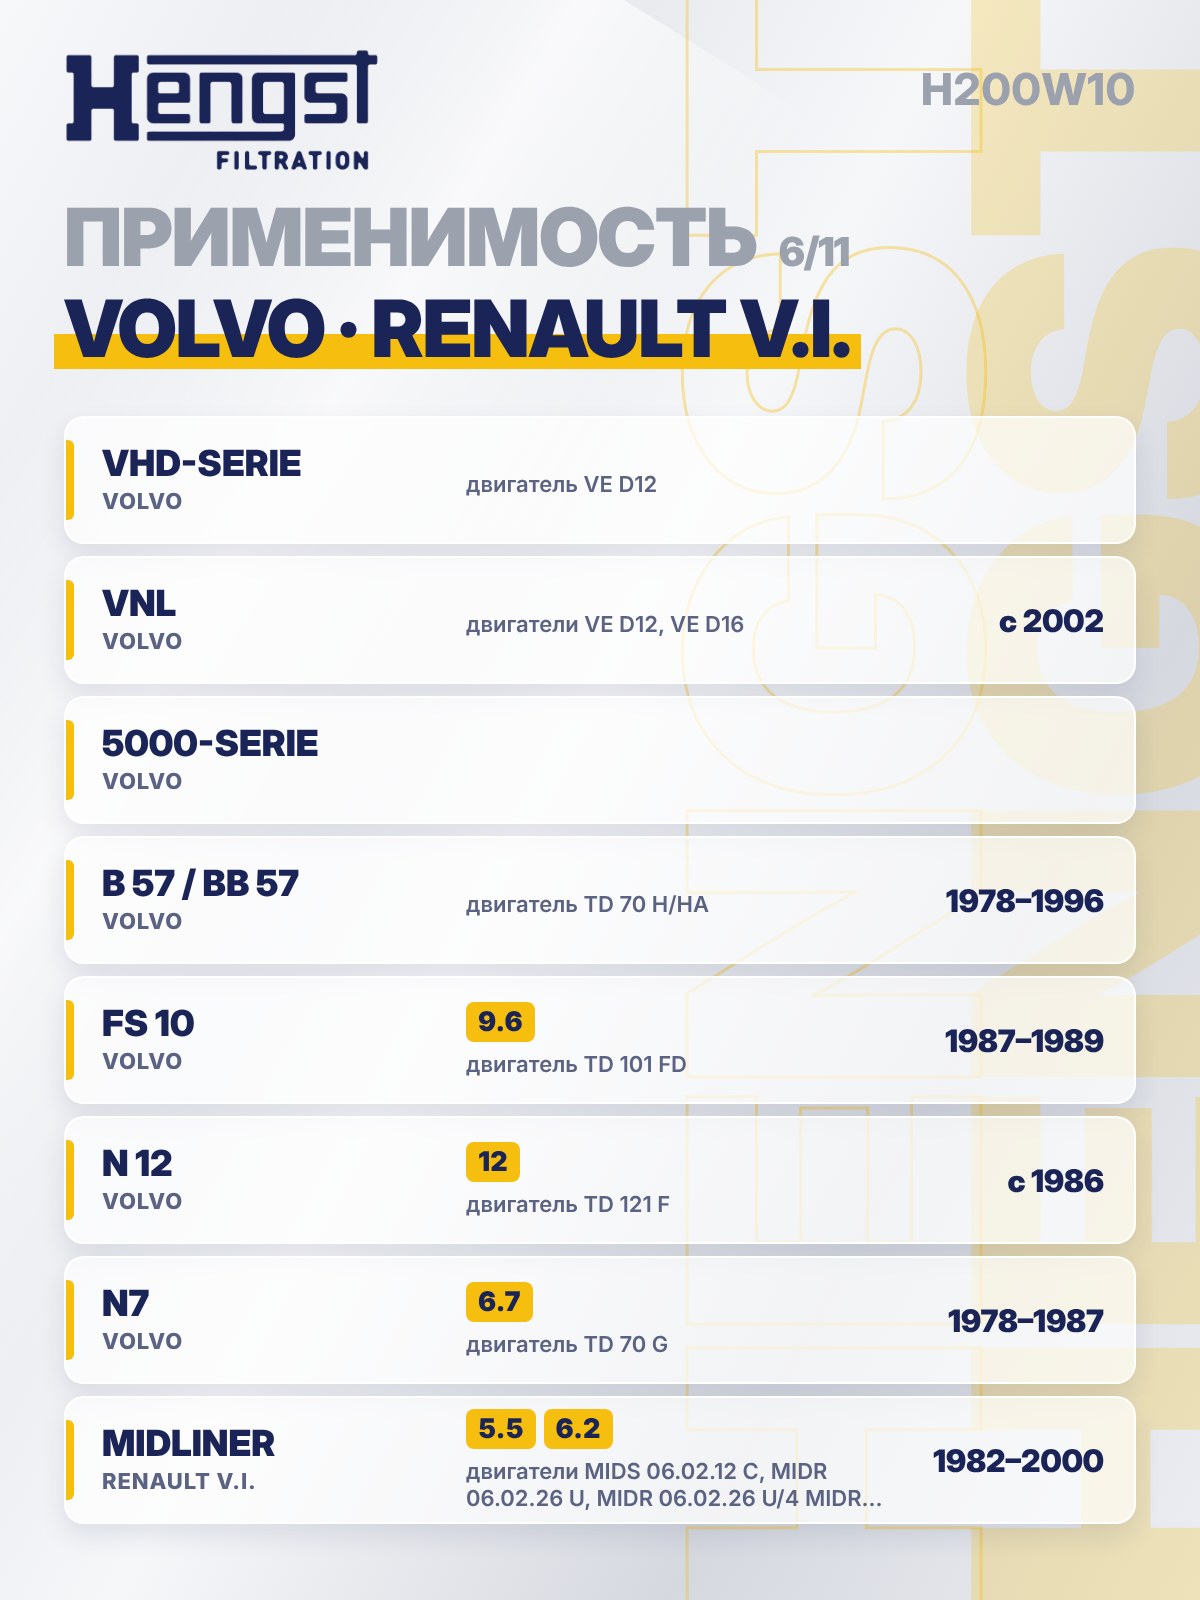 Hengst
FILTRATION
H200W10
ПРИМЕНИМОСТЬ 6/11
VOLVO · RENAULT V.I.
VHD-SERIE
VOLVO
двигатель VE D12
VNL
VOLVO
двигатели VE D12, VE D16
с 2002
5000-SERIE
VOLVO
B 57 / BB 57
VOLVO
двигатель TD 70 H/HA
1978–1996
FS 10
VOLVO
9.6
двигатель TD 101 FD
1987–1989
N 12
VOLVO
12
двигатель TD 121 F
с 1986
N7
VOLVO
6.7
двигатель TD 70 G
1978–1987
MIDLINER
RENAULT V.I.
5.5 6.2
двигатели MIDS 06.02.12 C, MIDR
06.02.26 U, MIDR 06.02.26 U/4 MIDR...
1982–2000
HENGST
HENGST